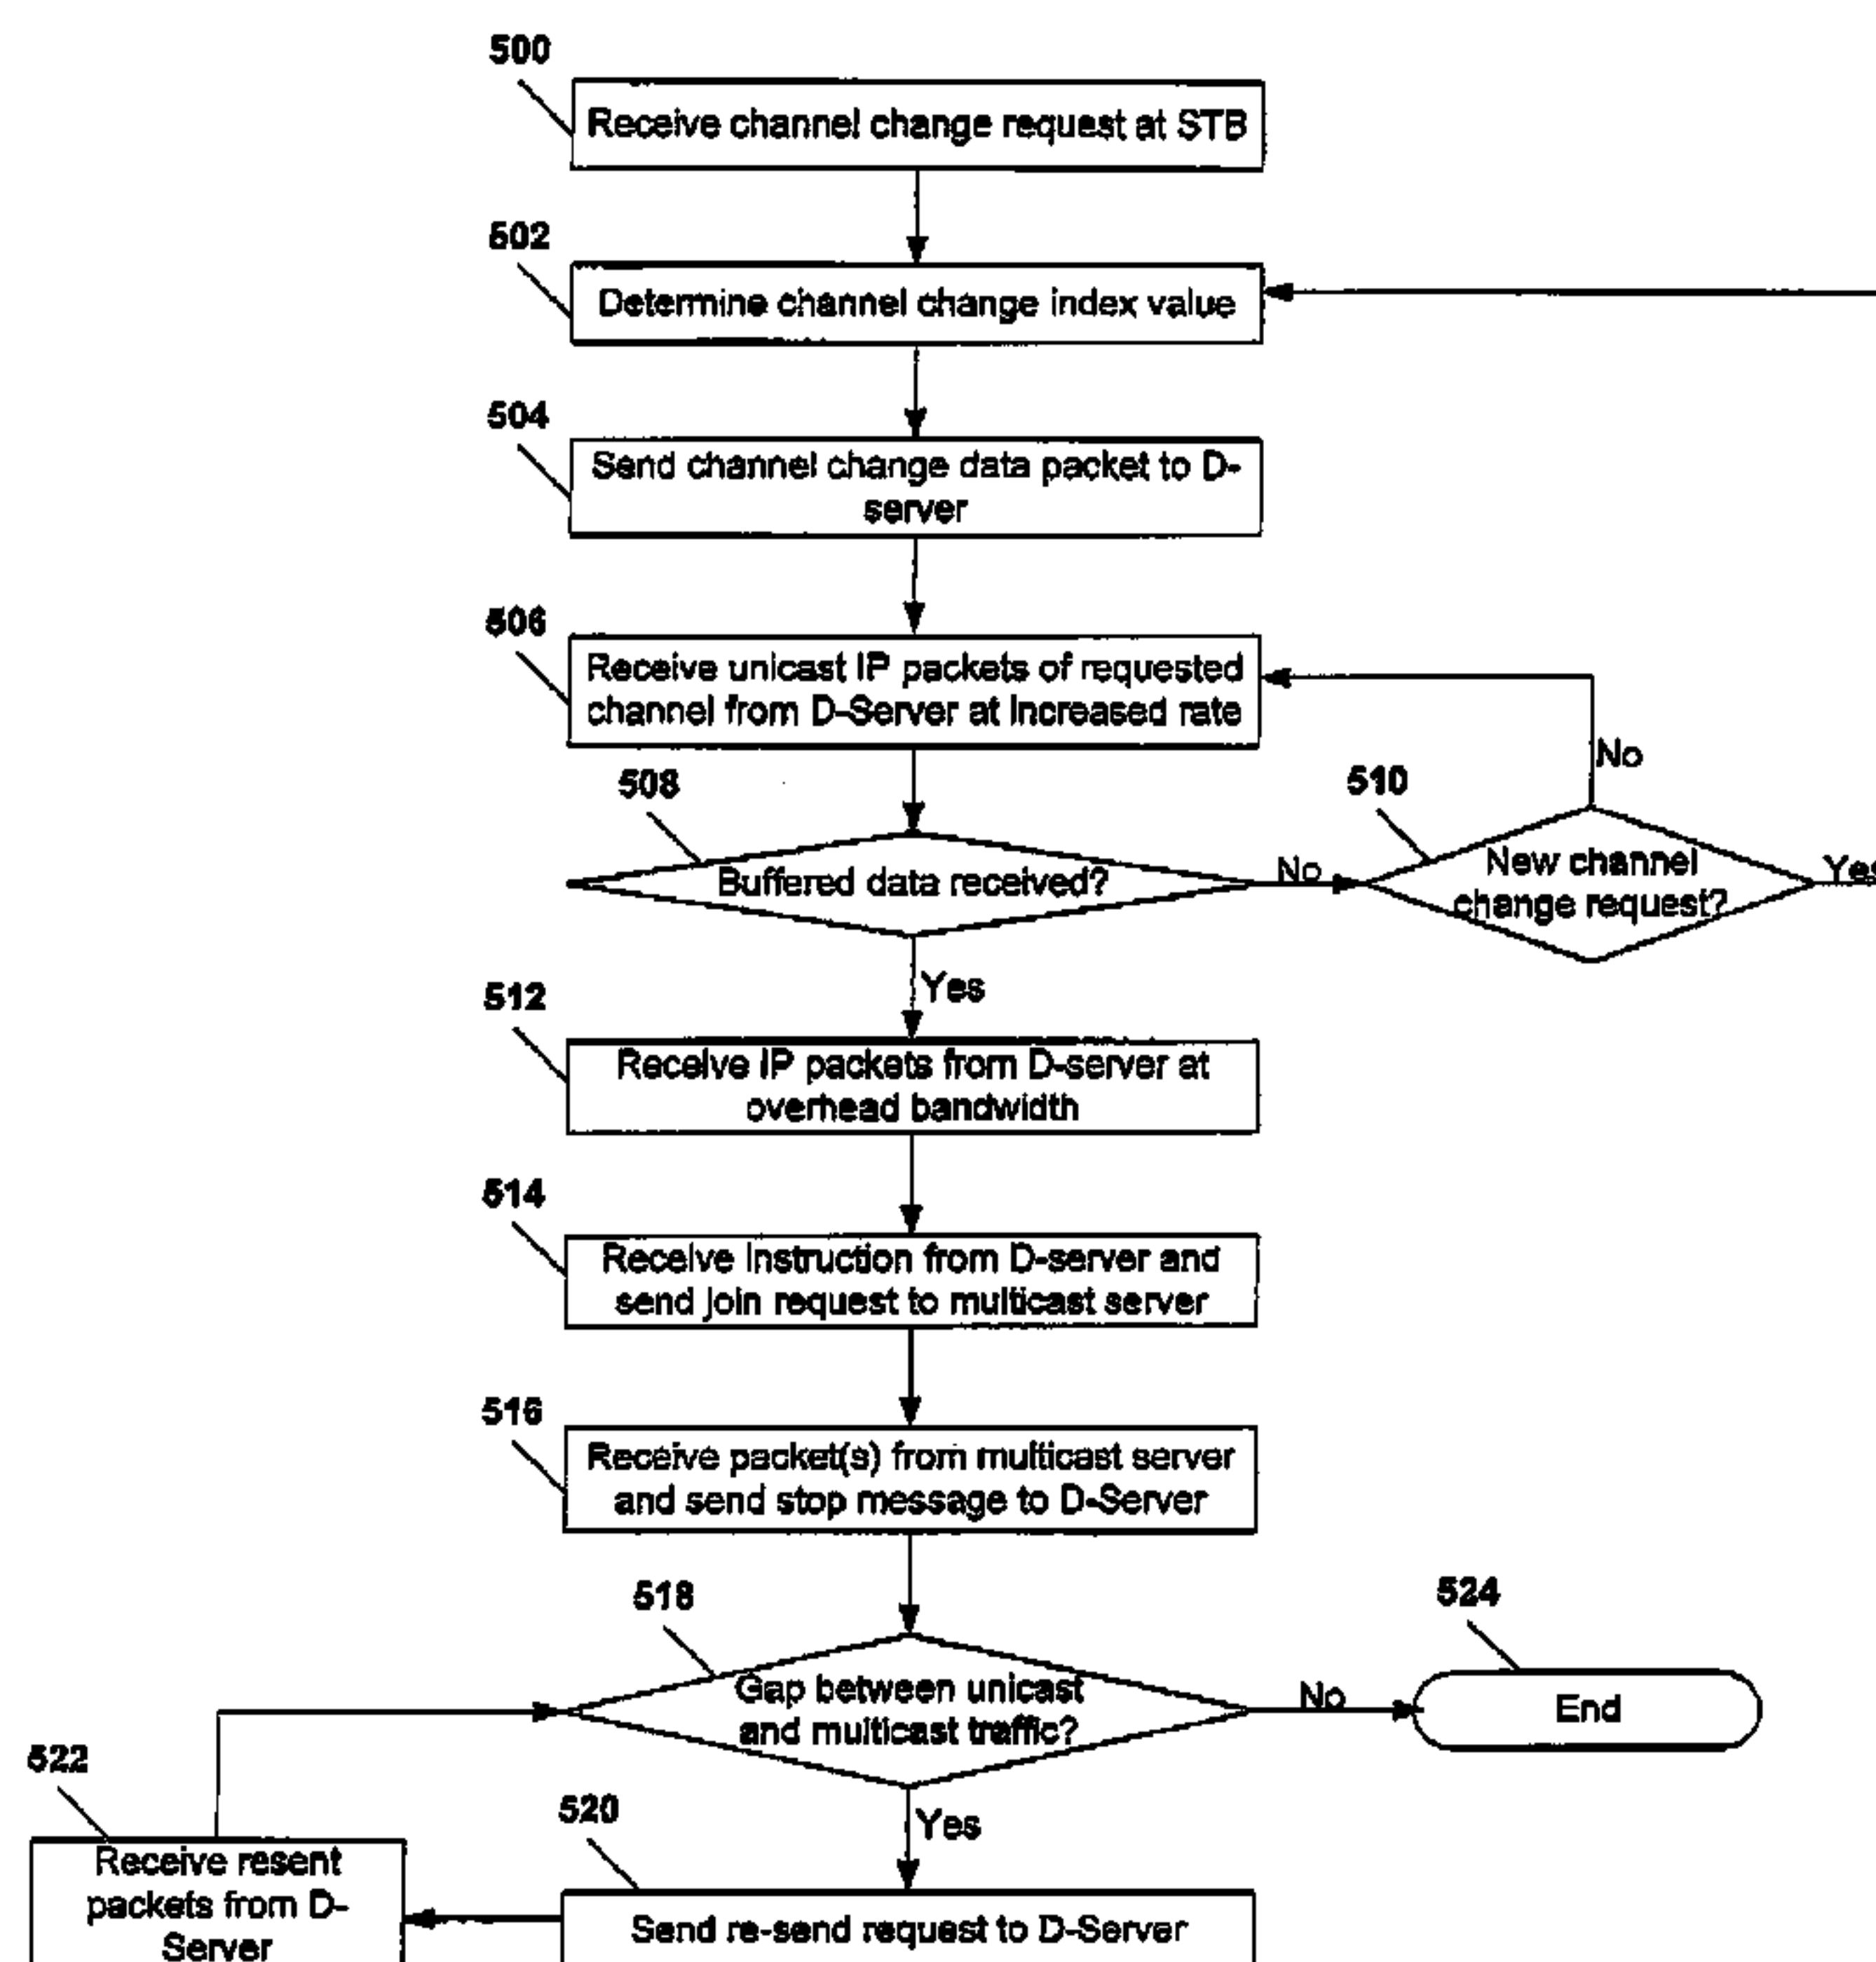 500
Receive channel change request at STB
502
Determine channel change index value
504
Send channel change data packet to D-
server
506
Receive unicast IP packets of requested
channel from D-Server at increased rate
No
508
Buffered data received?
No
510
New channel
change request?
Yes
Yes
512
Receive IP packets from D-server at
overhead bandwidth
514
Receive instruction from D-server and
send join request to multicast server
516
Receive packet(s) from multicast server
and send stop message to D-Server
518
Gap between unicast
and multicast traffic?
No
524
End
Yes
520
Send re-send request to D-Server
522
Receive resent
packets from D-
Server